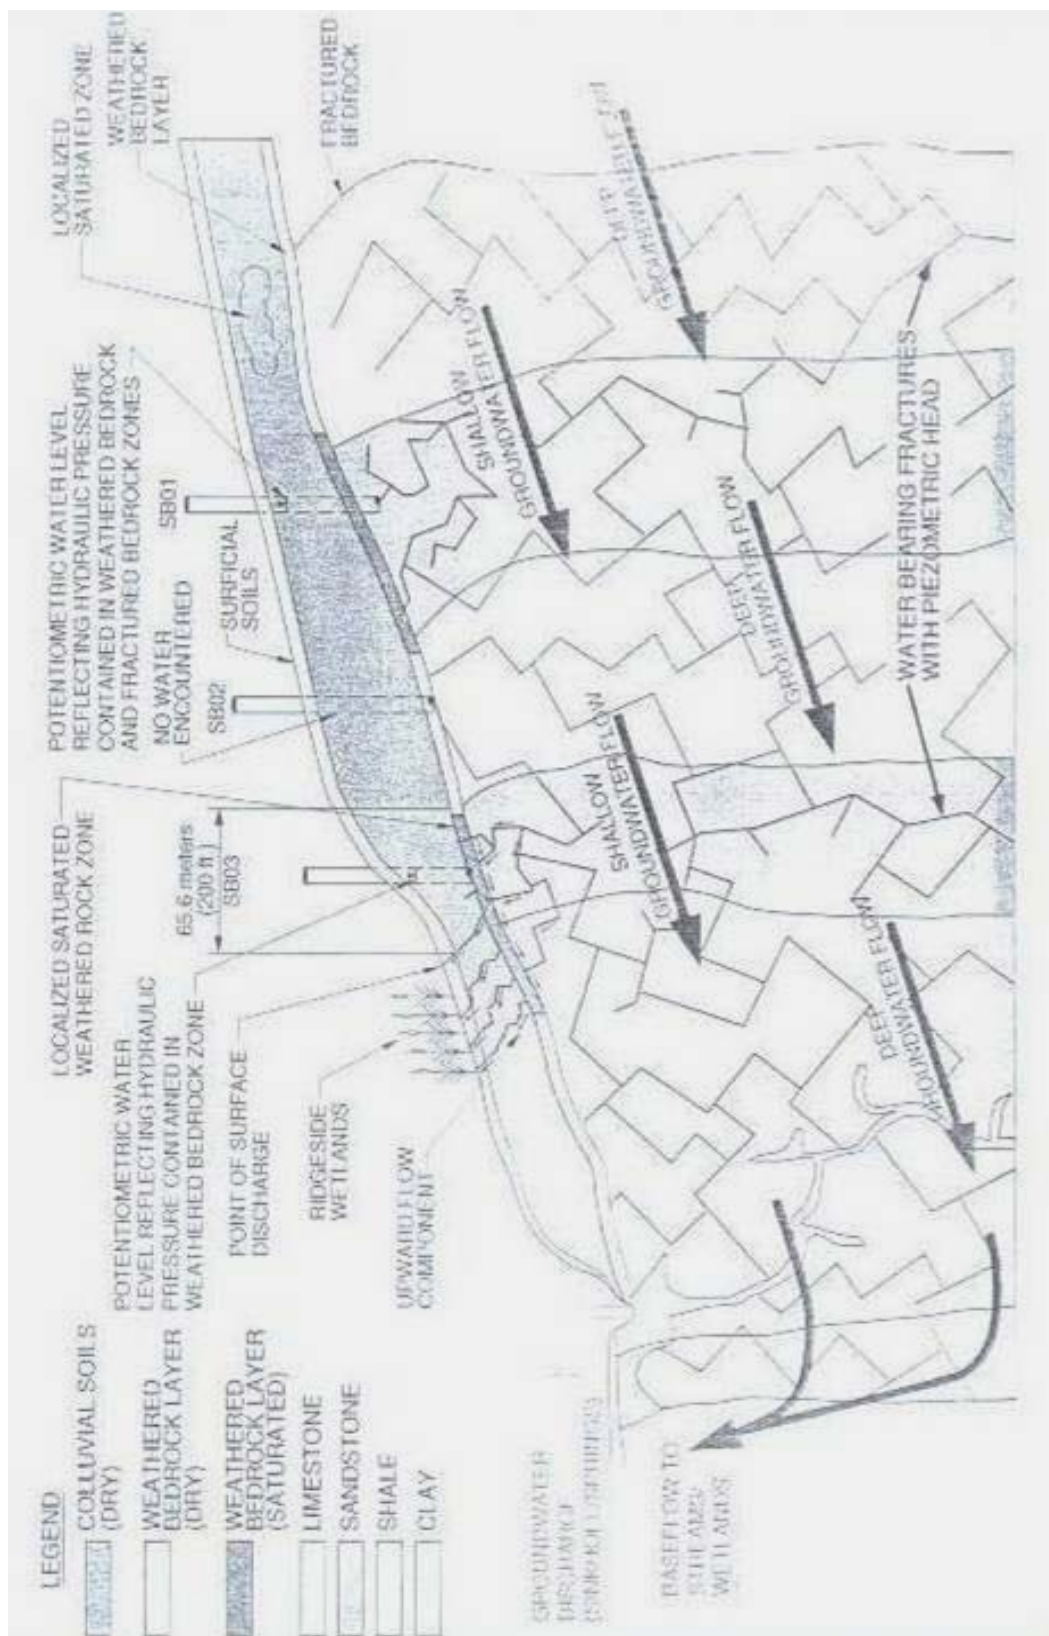 LOCALIZED
SATURATED ZONE
WEATHERED
BEDROCK
LAYER
FRACTURED
BEDROCK
POTENTIOMETRIC WATER LEVEL
REFLECTING HYDRAULIC PRESSURE
CONTAINED IN WEATHERED BEDROCK
AND FRACTURED BEDROCK ZONES
SB01
SURFICIAL
SOILS
NO WATER
ENCOUNTERED
SB02
LOCALIZED SATURATED
WEATHERED ROCK ZONE
65.6 meters
(200 ft)
SB03
POTENTIOMETRIC WATER
LEVEL REFLECTING HYDRAULIC
PRESSURE CONTAINED IN
WEATHERED BEDROCK ZONE
POINT OF SURFACE
DISCHARGE
RIDGESIDE
WETLANDS
UPWARD FLOW
COMPONENT
SHALLOW
GROUNDWATER FLOW
DEEP
GROUNDWATER
SHALLOW
GROUNDWATER FLOW
DEEP
GROUNDWATER FLOW
DEEP
GROUNDWATER FLOW
WATER BEARING FRACTURES
WITH PIEZOMETRIC HEAD
GROUNDWATER
DISCHARGE
BASEFLOW TO
STREAMS
WETLANDS
LEGEND
COLLUVIAL SOILS
(DRY)
WEATHERED
BEDROCK LAYER
(DRY)
WEATHERED
BEDROCK LAYER
(SATURATED)
LIMESTONE
SANDSTONE
SHALE
CLAY